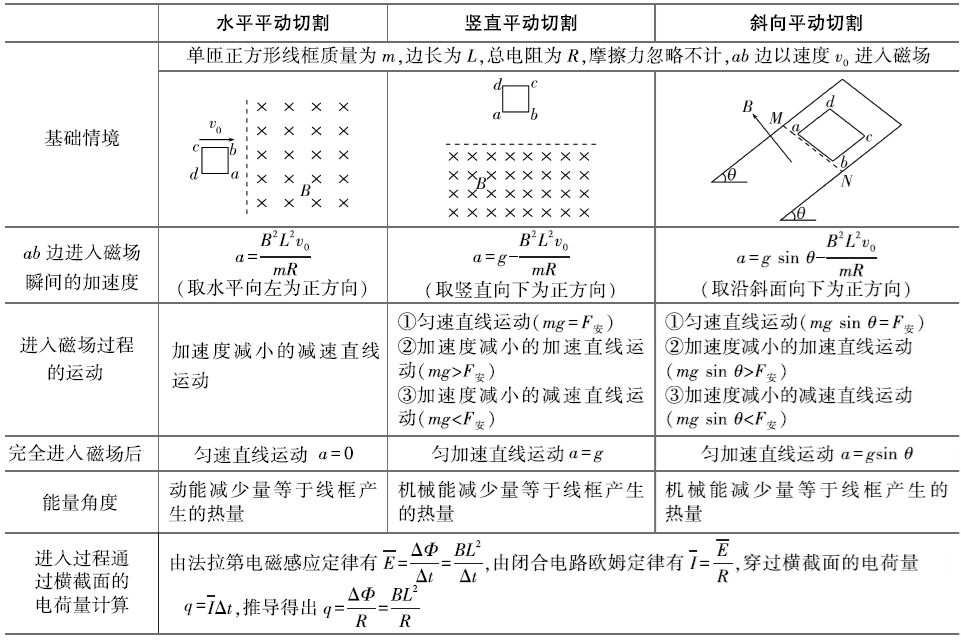 水平平动切割 竖直平动切割 斜向平动切割
基础情境
单匝正方形线框质量为 m,边长为 L,总电阻为 R,摩擦力忽略不计,ab 边以速度 v₀ 进入磁场
v₀
c b
d a
B
d c
a b
B
B
M
a
d
c
b
N
θ
θ
ab 边进入磁场
瞬间的加速度
a=B²L²v₀/mR
(取水平向左为正方向)
a=g-B²L²v₀/mR
(取竖直向下为正方向)
a=g sin θ-B²L²v₀/mR
(取沿斜面向下为正方向)
进入磁场过程
的运动
加速度减小的减速直线
运动
①匀速直线运动(mg=F安)
②加速度减小的加速直线运
动(mg>F安)
③加速度减小的减速直线运
动(mg<F安)
①匀速直线运动(mg sin θ=F安)
②加速度减小的加速直线运动
(mg sin θ>F安)
③加速度减小的减速直线运动
(mg sin θ<F安)
完全进入磁场后
匀速直线运动 a=0
匀加速直线运动 a=g
匀加速直线运动 a=gsin θ
能量角度
动能减少量等于线框产
生的热量
机械能减少量等于线框产生
的热量
机械能减少量等于线框产生的
热量
进入过程通
过横截面的
电荷量计算
由法拉第电磁感应定律有 E̅=ΔΦ/Δt=BL²/Δt,由闭合电路欧姆定律有 I̅=E̅/R,穿过横截面的电荷量
q=I̅Δt,推导得出 q=ΔΦ/R=BL²/R